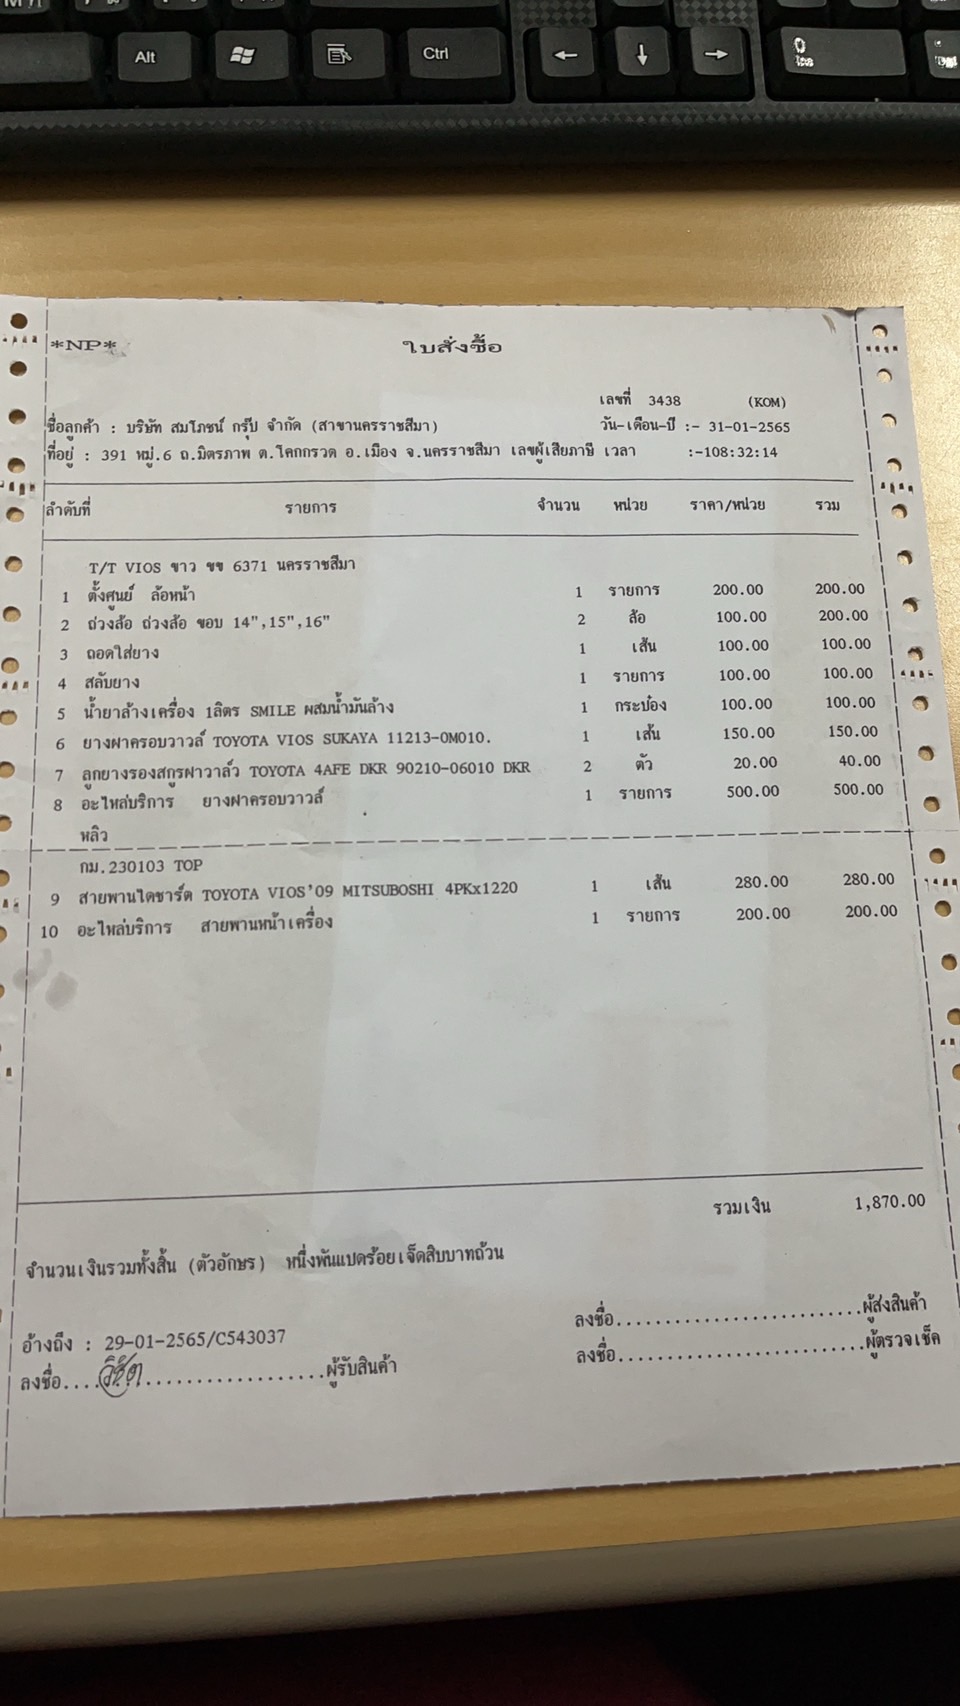 Alt
Ctrl
0
*NP*
ใบสั่งซื้อ
เลขที่ 3438 (KOM)
ชื่อลูกค้า : บริษัท สมโภชน์ กรุ๊ป จำกัด (สาขานครราชสีมา) วัน-เดือน-ปี :- 31-01-2565
ที่อยู่ : 391 หมู่.6 ถ.มิตรภาพ ต.โคกกรวด อ.เมือง จ.นครราชสีมา เลขผู้เสียภาษี เวลา :-108:32:14
ลำดับที่ รายการ จำนวน หน่วย ราคา/หน่วย รวม
T/T VIOS ขาว ขข 6371 นครราชสีมา
1 ตั้งศูนย์ ล้อหน้า 1 รายการ 200.00 200.00
2 ถ่วงล้อ ถ่วงล้อ ขอบ 14",15",16" 2 ล้อ 100.00 200.00
3 ถอดใส่ยาง 1 เส้น 100.00 100.00
4 สลับยาง 1 รายการ 100.00 100.00
5 น้ำยาล้างเครื่อง 1ลิตร SMILE ผสมน้ำมันล้าง 1 กระป๋อง 100.00 100.00
6 ยางฝาครอบวาวล์ TOYOTA VIOS SUKAYA 11213-0M010. 1 เส้น 150.00 150.00
7 ลูกยางรองสกรูฝาวาล์ว TOYOTA 4AFE DKR 90210-06010 DKR 2 ตัว 20.00 40.00
8 อะไหล่บริการ ยางฝาครอบวาวล์ 1 รายการ 500.00 500.00
หลิว
กม.230103 TOP
9 สายพานไดชาร์ด TOYOTA VIOS'09 MITSUBOSHI 4PKx1220 1 เส้น 280.00 280.00
10 อะไหล่บริการ สายพานหน้าเครื่อง 1 รายการ 200.00 200.00
รวมเงิน 1,870.00
จำนวนเงินรวมทั้งสิ้น (ตัวอักษร) หนึ่งพันแปดร้อยเจ็ดสิบบาทถ้วน
ลงชื่อ..........................ผู้ส่งสินค้า
อ้างถึง : 29-01-2565/C543037
ลงชื่อ..........................ผู้ตรวจเช็ค
ลงชื่อ..........................ผู้รับสินค้า